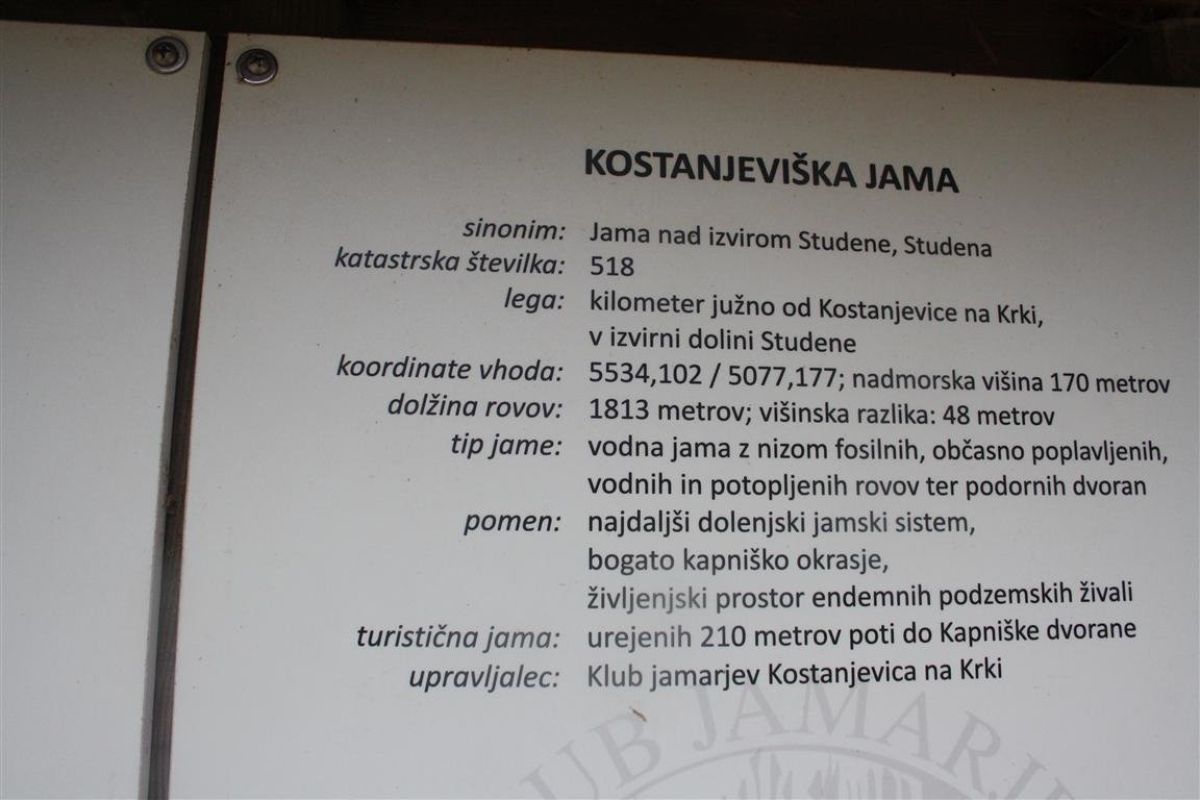 KOSTANJEVIŠKA JAMA
sinonim: Jama nad izvirom Studene, Studena
katastrska številka: 518
lega: kilometer južno od Kostanjevice na Krki,
v izvirni dolini Studene
koordinate vhoda: 5534,102 / 5077,177; nadmorska višina 170 metrov
dolžina rovov: 1813 metrov; višinska razlika: 48 metrov
tip jame: vodna jama z nizom fosilnih, občasno poplavljenih,
vodnih in potopljenih rovov ter podornih dvoran
pomen: najdaljši dolenjski jamski sistem,
bogato kapniško okrasje,
življenjski prostor endemnih podzemskih živali
turistična jama: urejenih 210 metrov poti do Kapniške dvorane
upravljalec: Klub jamarjev Kostanjevica na Krki